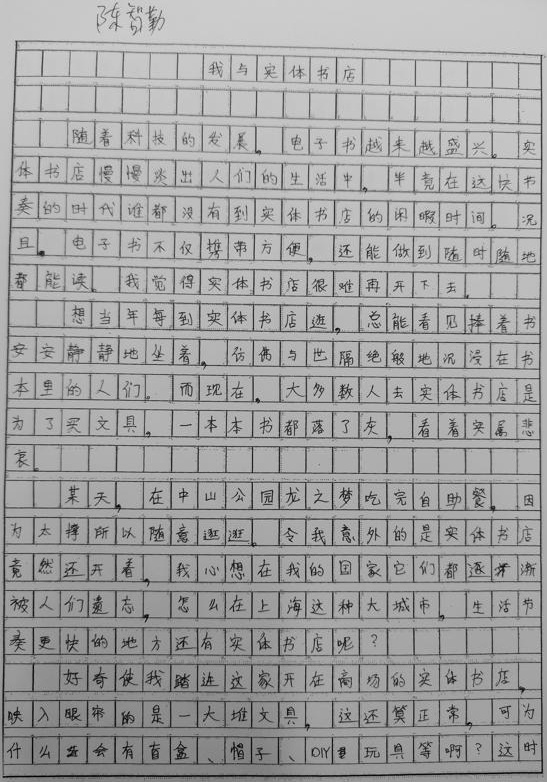 陈智勤
我与实体书店
随着科技的发展，电子书越来越盛兴。实
体书店慢慢淡出人们的生活中，毕竟在这快节
奏的时代谁都没有到实体书店的闲暇时间。况
且，电子书不仅携带方便，还能做到随时随地
都能读。我觉得实体书店很难再开下去。
想当年每到实体书店逛，总能看见捧着书
安安静静地坐着，仿佛与世隔绝般地沉浸在书
本里的人们。而现在，大多数人去实体书店是
为了买文具，一本本书都落了灰，看着实属悲
哀。
某天，在中山公园龙之梦吃完自助餐，因
为太撑所以随意逛逛。令我意外的是实体书店
竟然还开着，我心想在我的国家它们都逐渐
被人们遗忘，怎么在上海这种大城市，生活节
奏更快的地方还有实体书店呢？
好奇使我踏进这家开在商场的实体书店，
映入眼帘的是一大堆文具，这还算正常，可为
什么会有盲盒、帽子、DIY玩具等啊？这时